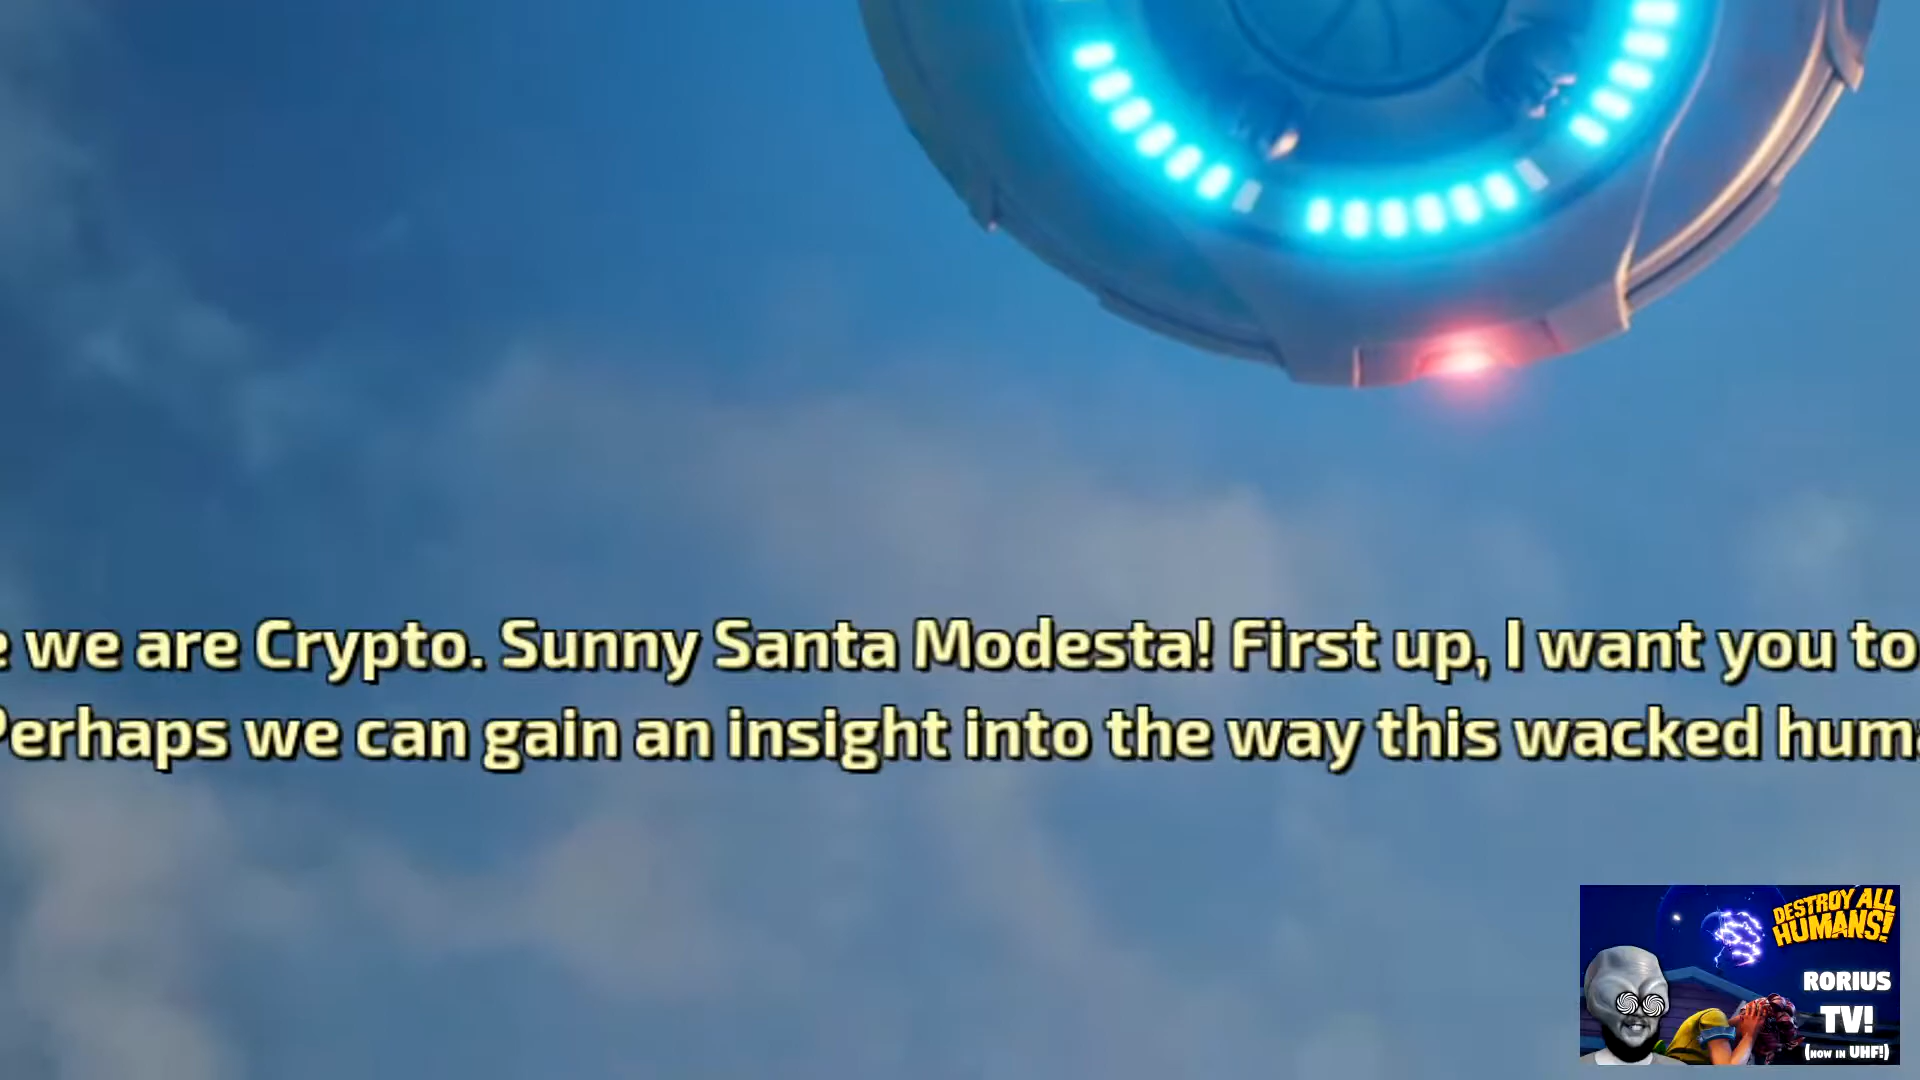 we are Crypto. Sunny Santa Modesta! First up, I want you to
Perhaps we can gain an insight into the way this wacked
DESTROY ALL
HUMANS!
RORIUS
TV!
(NOW IN UHF!)